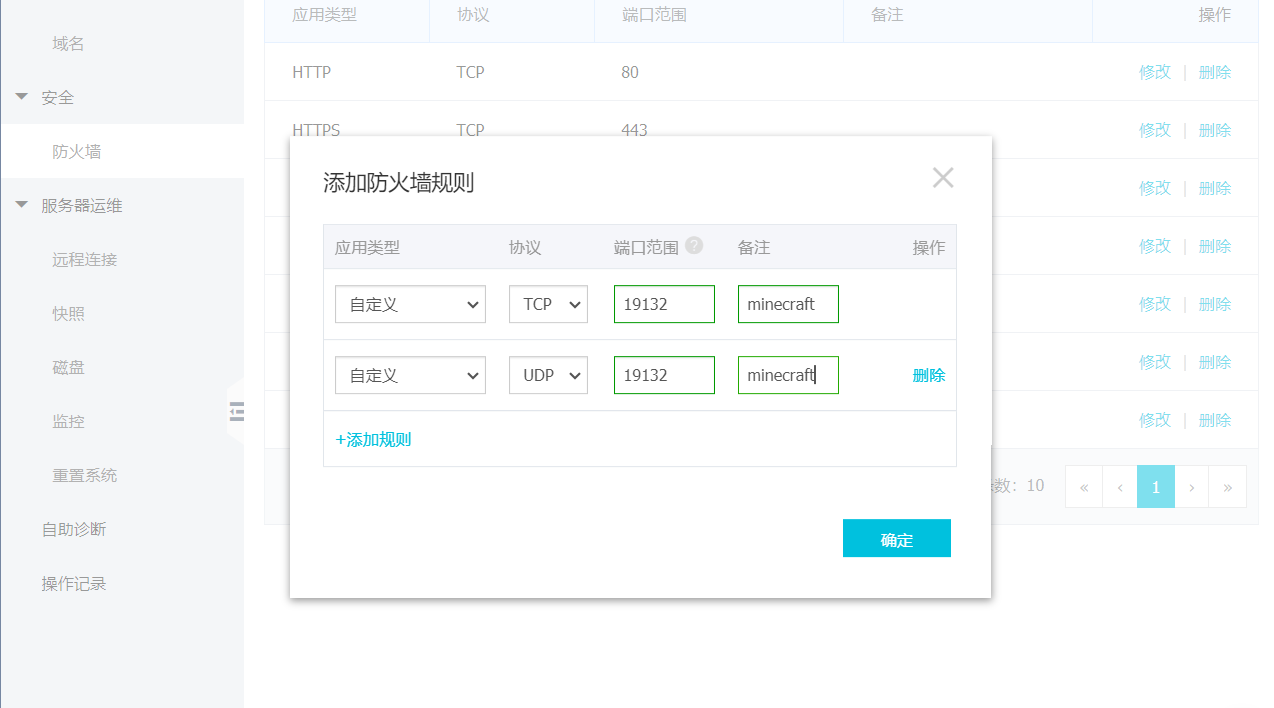 应用类型 协议 端口范围 备注 操作
域名
HTTP TCP 80 修改 | 删除
安全
HTTPS TCP 443 修改 | 删除
防火墙
添加防火墙规则
修改 | 删除
服务器运维
应用类型 协议 端口范围 ? 备注 操作
修改 | 删除
远程连接
自定义 TCP 19132 minecraft
修改 | 删除
快照
磁盘
自定义 UDP 19132 minecraft 删除
修改 | 删除
监控
修改 | 删除
+添加规则
重置系统
数：10 « ‹ 1 › »
自助诊断
确定
操作记录